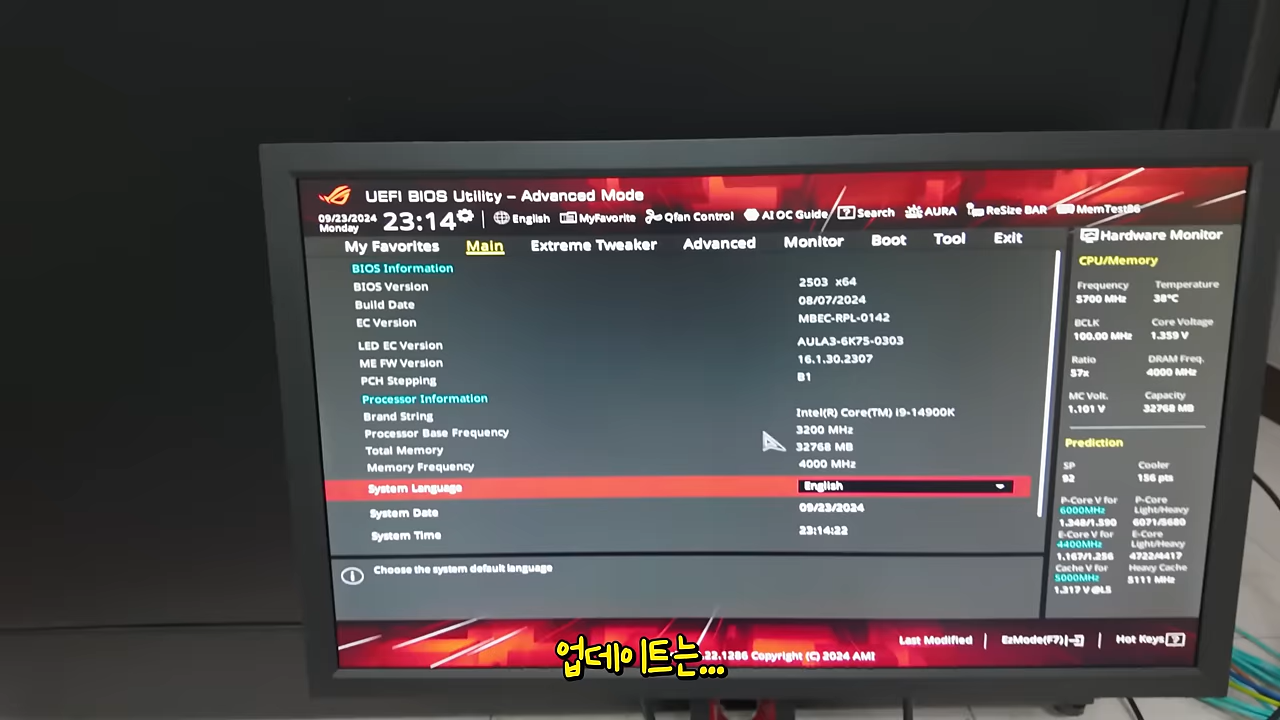 UEFI BIOS Utility – Advanced Mode
09/23/2024
Monday
23:14
English
MyFavorite
Qfan Control
AI OC Guide
Search
AURA
ReSize BAR
MemTest86
My Favorites
Main
Extreme Tweaker
Advanced
Monitor
Boot
Tool
Exit
BIOS Information
BIOS Version 2503 x64
Build Date 08/07/2024
EC Version MBEC-RPL-0142
LED EC Version AULA3-6K75-0303
ME FW Version 16.1.30.2307
PCH Stepping B1
Processor Information
Brand String Intel(R) Core(TM) i9-14900K
Processor Base Frequency 3200 MHz
Total Memory 32768 MB
Memory Frequency 4000 MHz
System Language English
System Date 09/23/2024
System Time 23:14:22
Choose the system default language
Hardware Monitor
CPU/Memory
Frequency Temperature
5700 MHz 38°C
BCLK Core Voltage
100.00 MHz 1.359 V
Ratio DRAM Freq.
57x 4000 MHz
MC Volt. Capacity
1.101 V 32768 MB
Prediction
SP Cooler
92 156 pts
P-Core V for P-Core
6000MHz Light/Heavy
1.348/1.590 6071/5680
E-Core V for E-Core
4400MHz Light/Heavy
1.167/1.256 4722/4417
Cache V for Heavy Cache
5000MHz 5111 MHz
1.317 V @L5
Last Modified
EzMode(F7)
Hot Keys
.22.1286 Copyright (C) 2024 AMI
업데이트는...